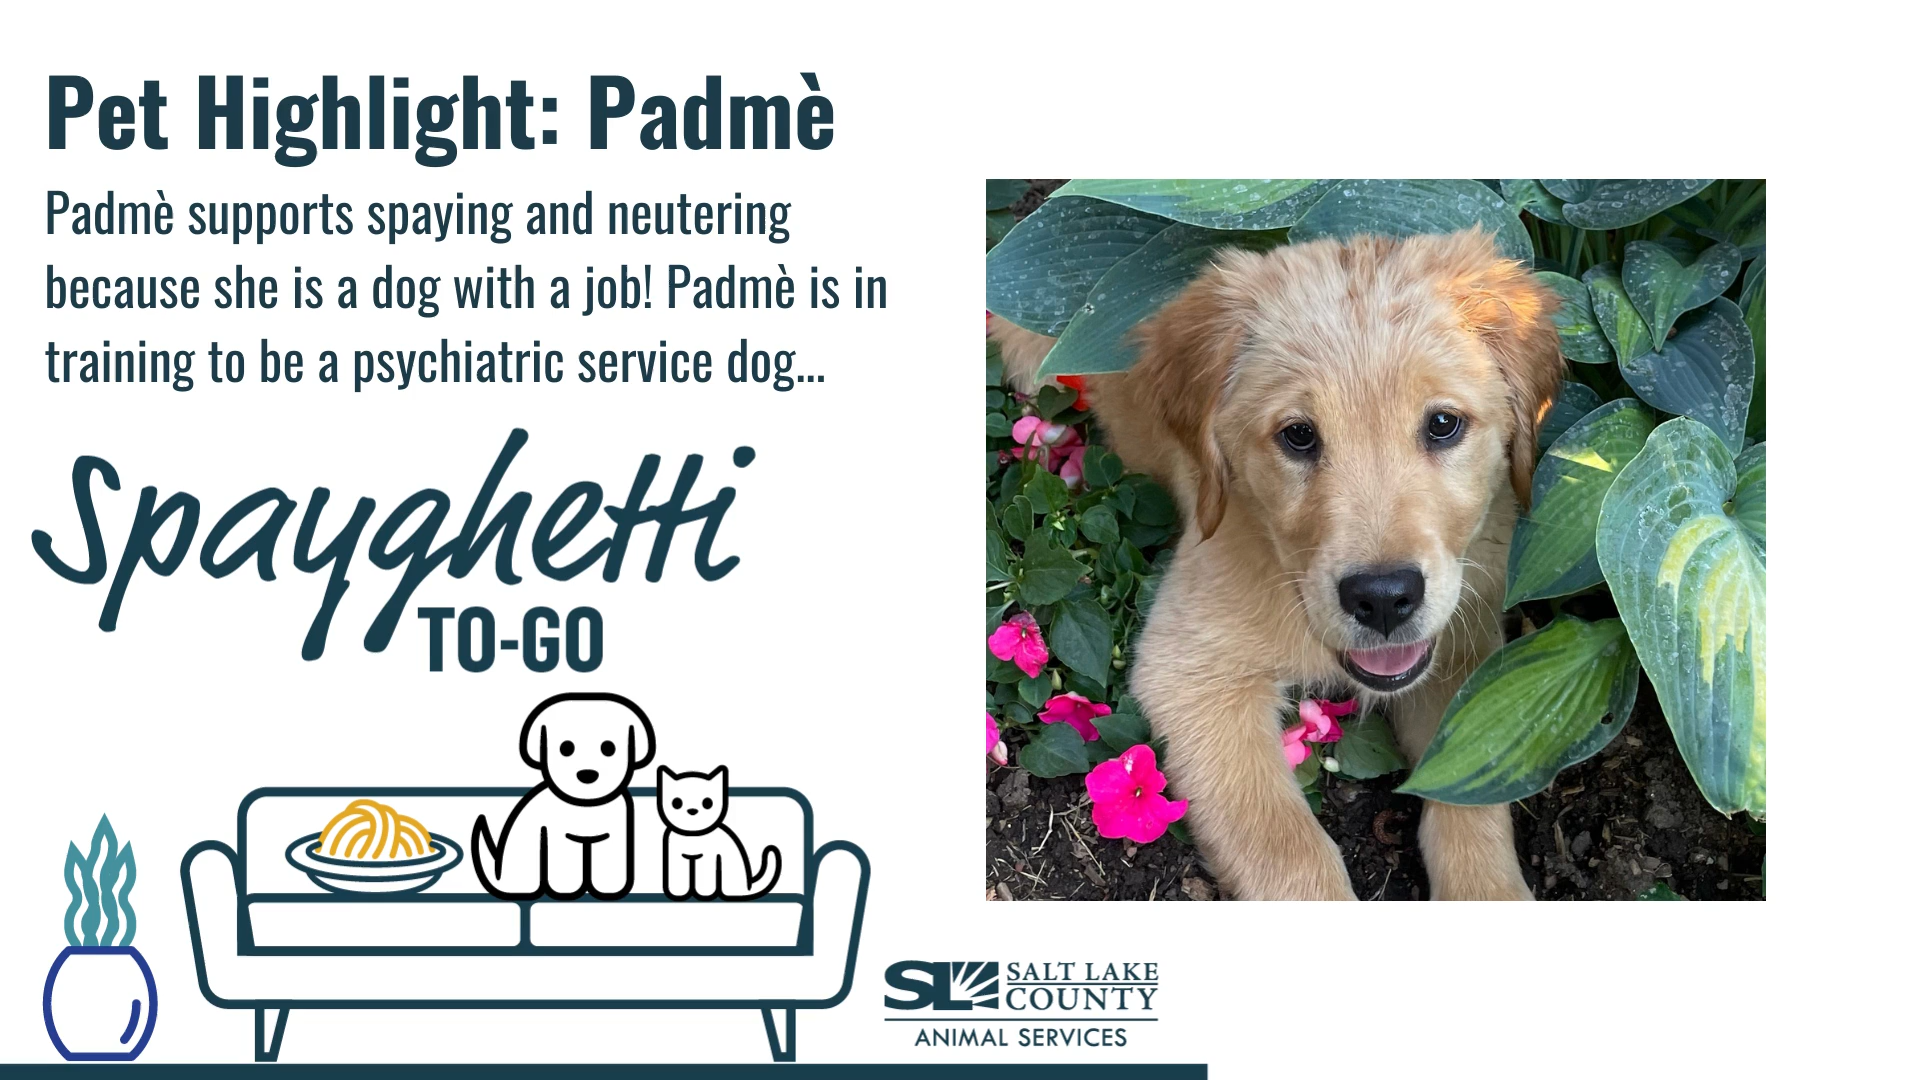 Pet Highlight: Padmè
Padmè supports spaying and neutering
because she is a dog with a job! Padmè is in
training to be a psychiatric service dog...
Spayghetti
TO-GO
SL
SALT LAKE
COUNTY
ANIMAL SERVICES